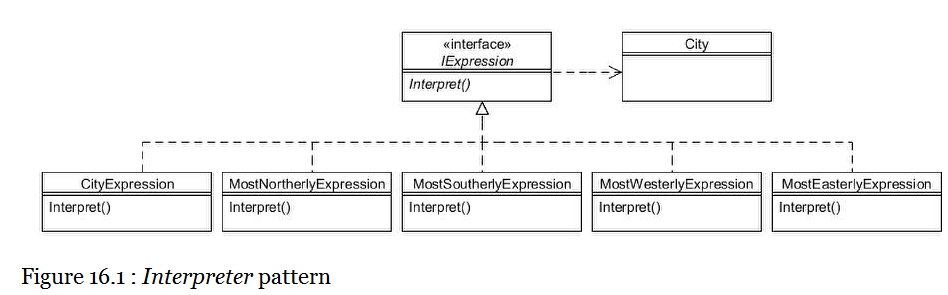 «interface»
IExpression
Interpret()
City
CityExpression
Interpret()
MostNortherlyExpression
Interpret()
MostSoutherlyExpression
Interpret()
MostWesterlyExpression
Interpret()
MostEasterlyExpression
Interpret()
Figure 16.1 : Interpreter pattern